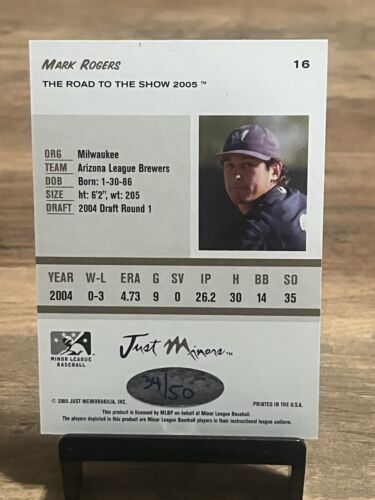 MARK ROGERS 16
THE ROAD TO THE SHOW 2005™
ORG Milwaukee
TEAM Arizona League Brewers
DOB Born: 1-30-86
SIZE ht: 6'2", wt: 205
DRAFT 2004 Draft Round 1
YEAR W-L ERA G SV IP H BB SO
2004 0-3 4.73 9 0 26.2 30 14 35
MINOR LEAGUE
BASEBALL
Just Minors™
34/50
© 2005 JUST MEMORABILIA, INC.
PRINTED IN THE U.S.A.
This product is licensed by MLBP on behalf of Minor League Baseball.
The players depicted in this product are Minor League Baseball players in their instructional league uniform.